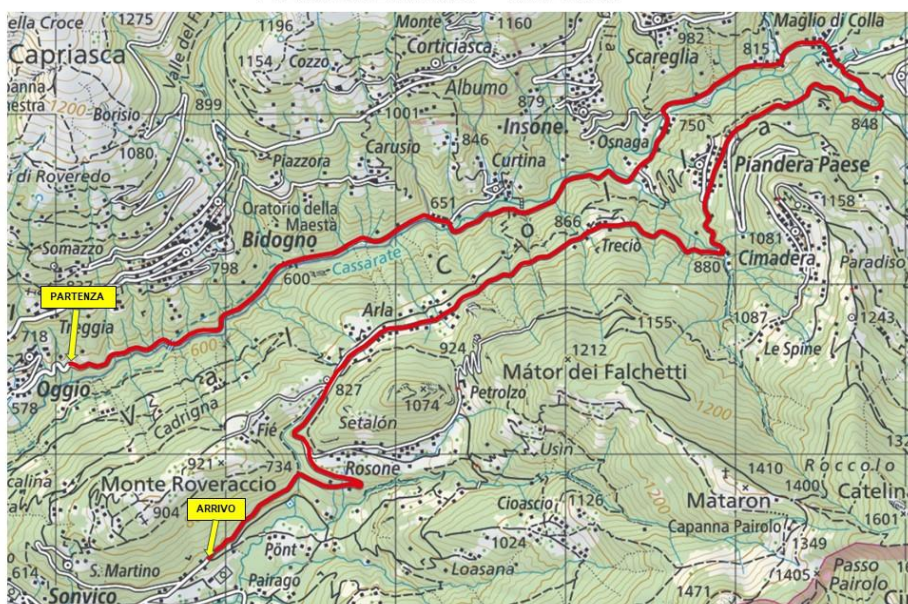 ella Croce
1275
1196
Monte
1160
Maglio di Colla
Capriasca
Valle del F
1154
Cozzo
Corticiasca
Scareglia
982
815
Albumo
1200
899
Borisio
1001
879
Insone
750
848
1080
Carusio
846
Osnaga
a
i di Roveredo
Piazzora
Curtina
l
l
Piandera Paese
Oratorio della
Maestà
651
1158
Somazzo
Bidogno
866
o
Treciò
1081
798
600
Cassarate
C
880
Cimadera
Paradiso
PARTENZA
718
Treggia
Arla
1155
1087
1243
600
924
Le Spine
Oggio
l
1212
Mátor dei Falchetti
578
a
827
1074
Petrolzo
V
Cadrigna
Setalón
1200
Fié
Usin
921
734
Rosone
1410
Roccolo
Monte Roveraccio
1400
ARRIVO
904
Cioascio
1126
1200
Mataron
Catelin
1024
Capanna Pairolo
1601
Pönt
1349
614
S. Martino
Loasana
Passo
Pairolo
Sonvico
Pairago
1471
1405